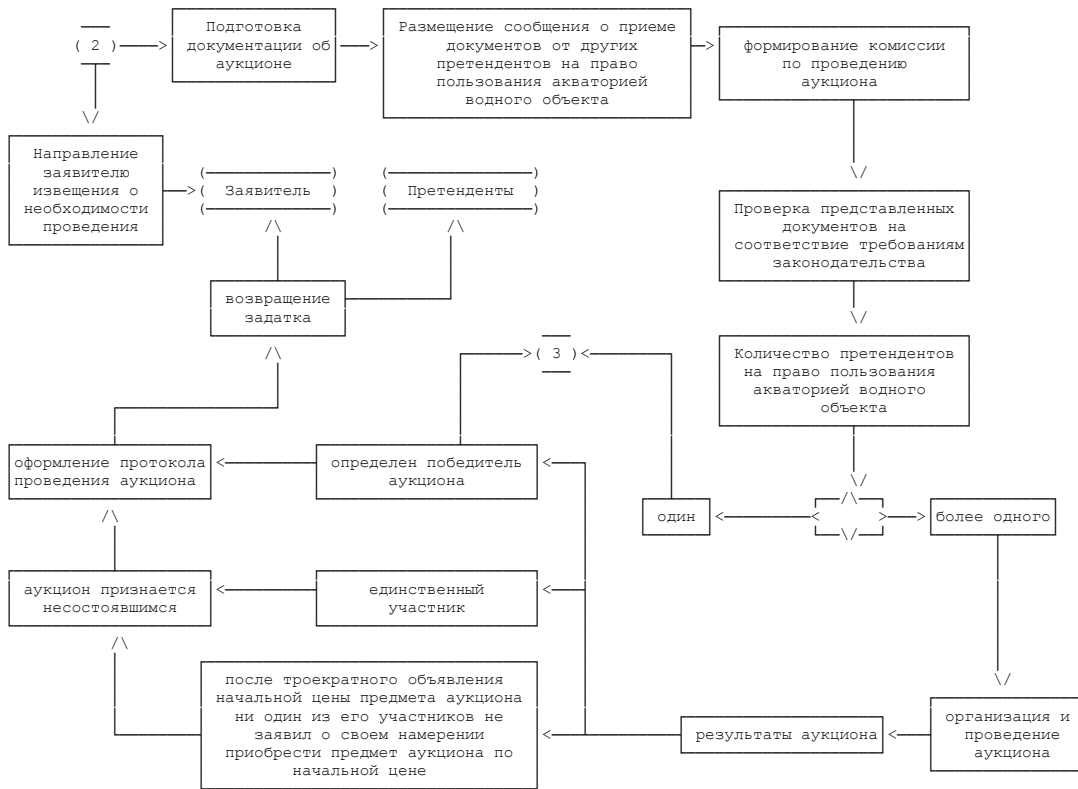 ( 2 )
Подготовка
документации об
аукционе
Размещение сообщения о приеме
документов от других
претендентов на право
пользования акваторией
водного объекта
формирование комиссии
по проведению
аукциона
Направление
заявителю
извещения о
необходимости
проведения
( Заявитель )
( Претенденты )
Проверка представленных
документов на
соответствие требованиям
законодательства
возвращение
задатка
( 3 )
Количество претендентов
на право пользования
акваторией водного
объекта
оформление протокола
проведения аукциона
определен победитель
аукциона
один
более одного
аукцион признается
несостоявшимся
единственный
участник
после троекратного объявления
начальной цены предмета аукциона
ни один из его участников не
заявил о своем намерении
приобрести предмет аукциона по
начальной цене
результаты аукциона
организация и
проведение
аукциона